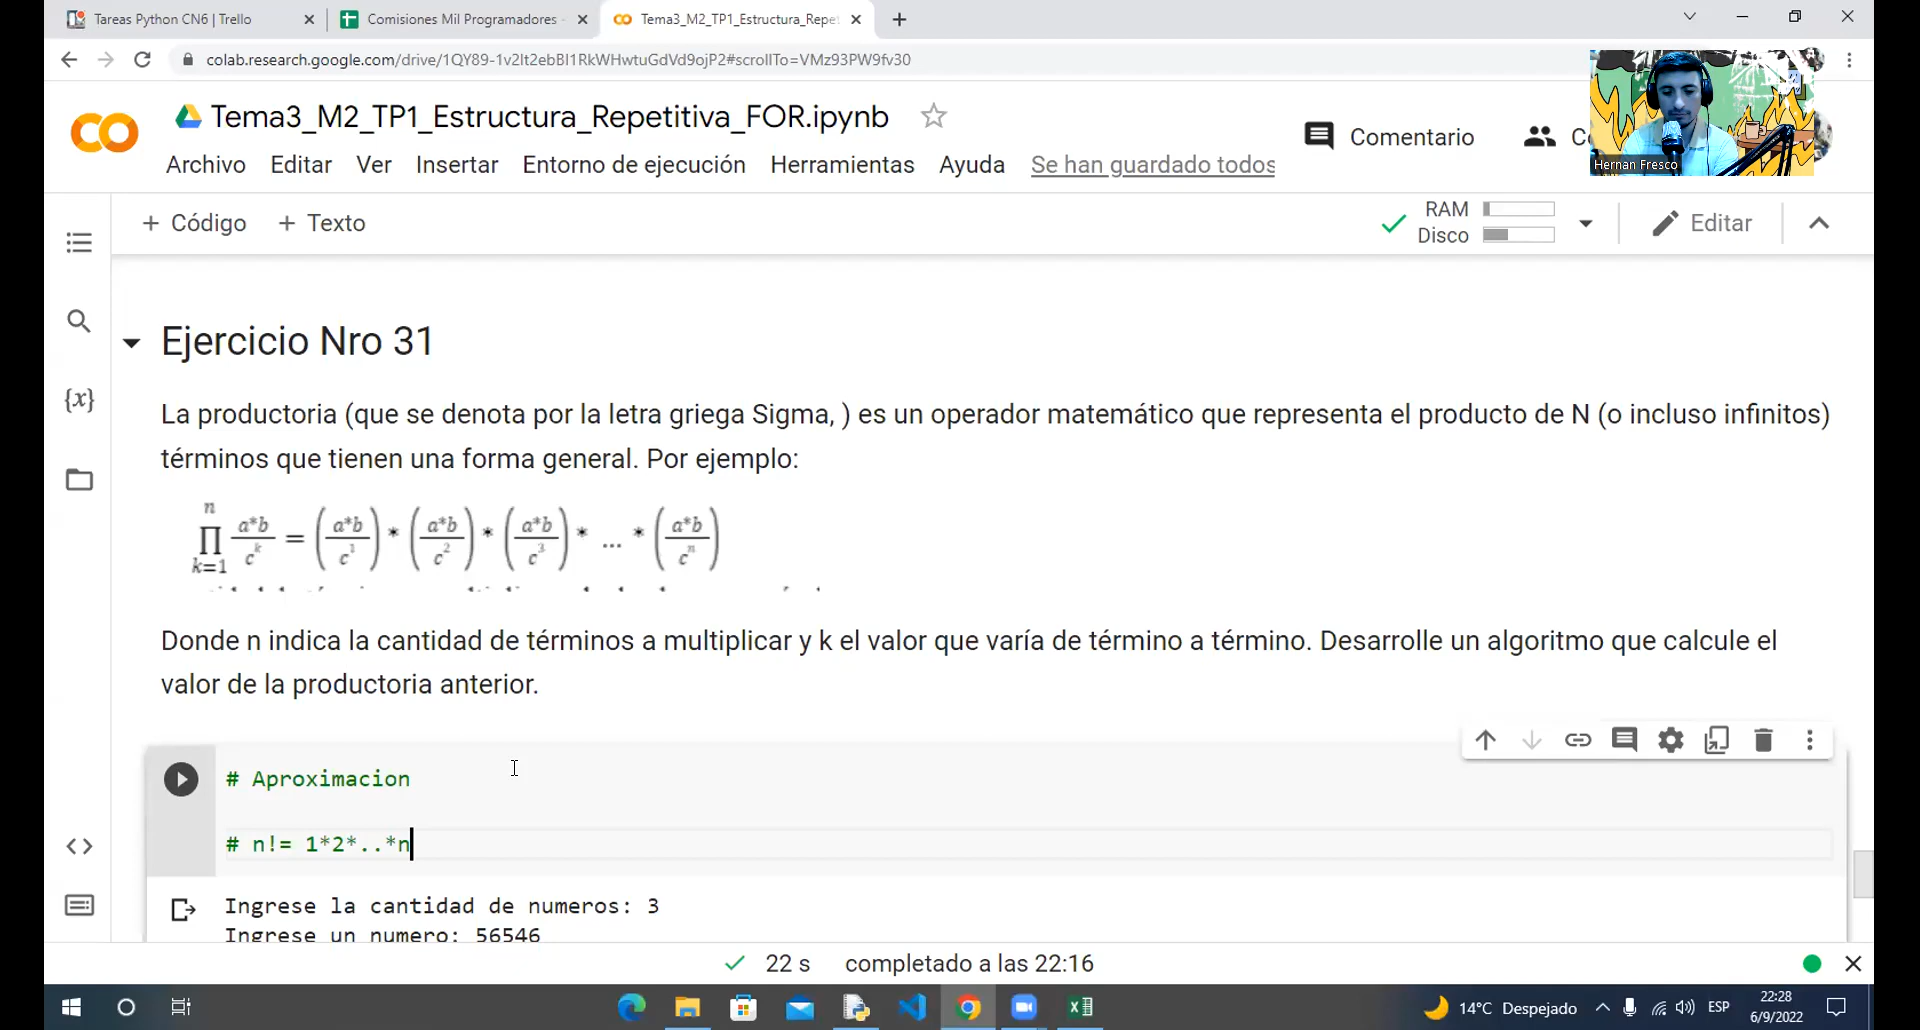 Tareas Python CN6 | Trello
Comisiones Mil Programadores -
Tema3_M2_TP1_Estructura_Repet
colab.research.google.com/drive/1QY89-1v2lt2ebBI1RkWHwtuGdVd9ojP2#scrollTo=VMz93PW9fv30
CO
Tema3_M2_TP1_Estructura_Repetitiva_FOR.ipynb
Comentario
Archivo Editar Ver Insertar Entorno de ejecución Herramientas Ayuda Se han guardado todos
Hernan Fresco
+ Código + Texto
RAM
Disco
Editar
Ejercicio Nro 31
{x}
La productoria (que se denota por la letra griega Sigma, ) es un operador matemático que representa el producto de N (o incluso infinitos)
términos que tienen una forma general. Por ejemplo:
n ∏ k=1 a*b/c^k = (a*b/c^1) * (a*b/c^2) * (a*b/c^3) * ... * (a*b/c^n)
Donde n indica la cantidad de términos a multiplicar y k el valor que varía de término a término. Desarrolle un algoritmo que calcule el
valor de la productoria anterior.
# Aproximacion
# n!= 1*2*..*n
Ingrese la cantidad de numeros: 3
Ingrese un numero: 56546
22 s completado a las 22:16
14°C Despejado
ESP
22:28
6/9/2022